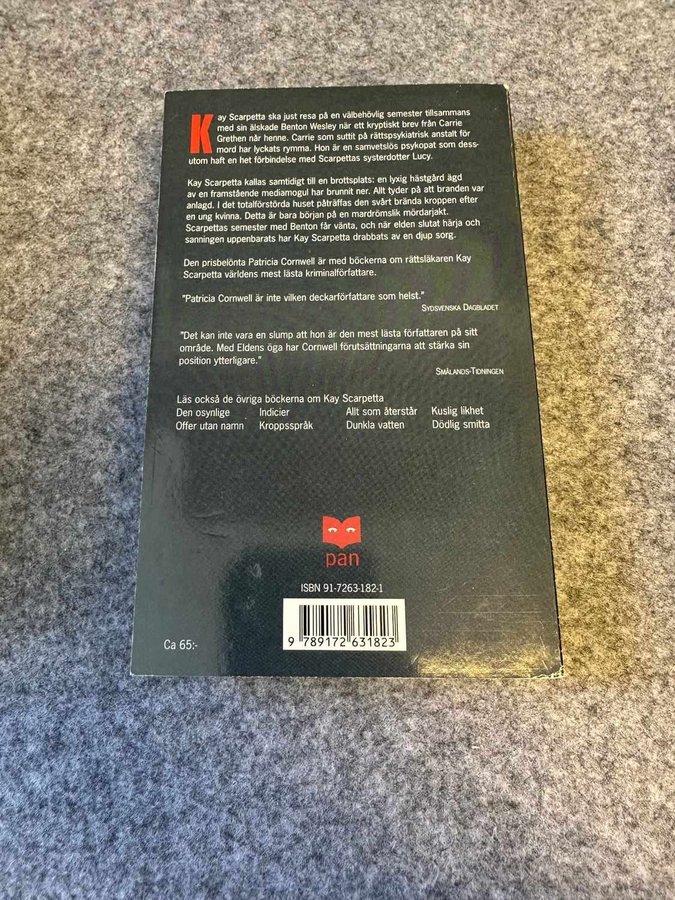 Kay Scarpetta ska just resa på en välbehövlig semester tillsammans
med sin älskade Benton Wesley när ett kryptiskt brev från Carrie
Grethen når henne. Carrie som suttit på rättspsykiatrisk anstalt för
mord har lyckats rymma. Hon är en samvetslös psykopat som dess-
utom haft en het förbindelse med Scarpettas systerdotter Lucy.
Kay Scarpetta kallas samtidigt till en brottsplats: en lyxig hästgård ägd
av en framstående mediamogul har brunnit ner. Allt tyder på att branden var
anlagd. I det totalförstörda huset påträffas den svårt brända kroppen efter
en ung kvinna. Detta är bara början på en mardrömslik mördarjakt.
Scarpettas semester med Benton får vänta, och när elden slutat härja och
sanningen uppenbarats har Kay Scarpetta drabbats av en djup sorg.
Den prisbelönta Patricia Cornwell är med böckerna om rättsläkaren Kay
Scarpetta världens mest lästa kriminalförfattare.
"Patricia Cornwell är inte vilken deckarförfattare som helst."
SYDSVENSKA DAGBLADET
"Det kan inte vara en slump att hon är den mest lästa författaren på sitt
område. Med Eldens öga har Cornwell förutsättningarna att stärka sin
position ytterligare."
SMÅLANDS-TIDNINGEN
Läs också de övriga böckerna om Kay Scarpetta
Den osynlige Indicier Allt som återstår Kuslig likhet
Offer utan namn Kroppsspråk Dunkla vatten Dödlig smitta
pan
ISBN 91-7263-182-1
9 789172 631823
Ca 65:-